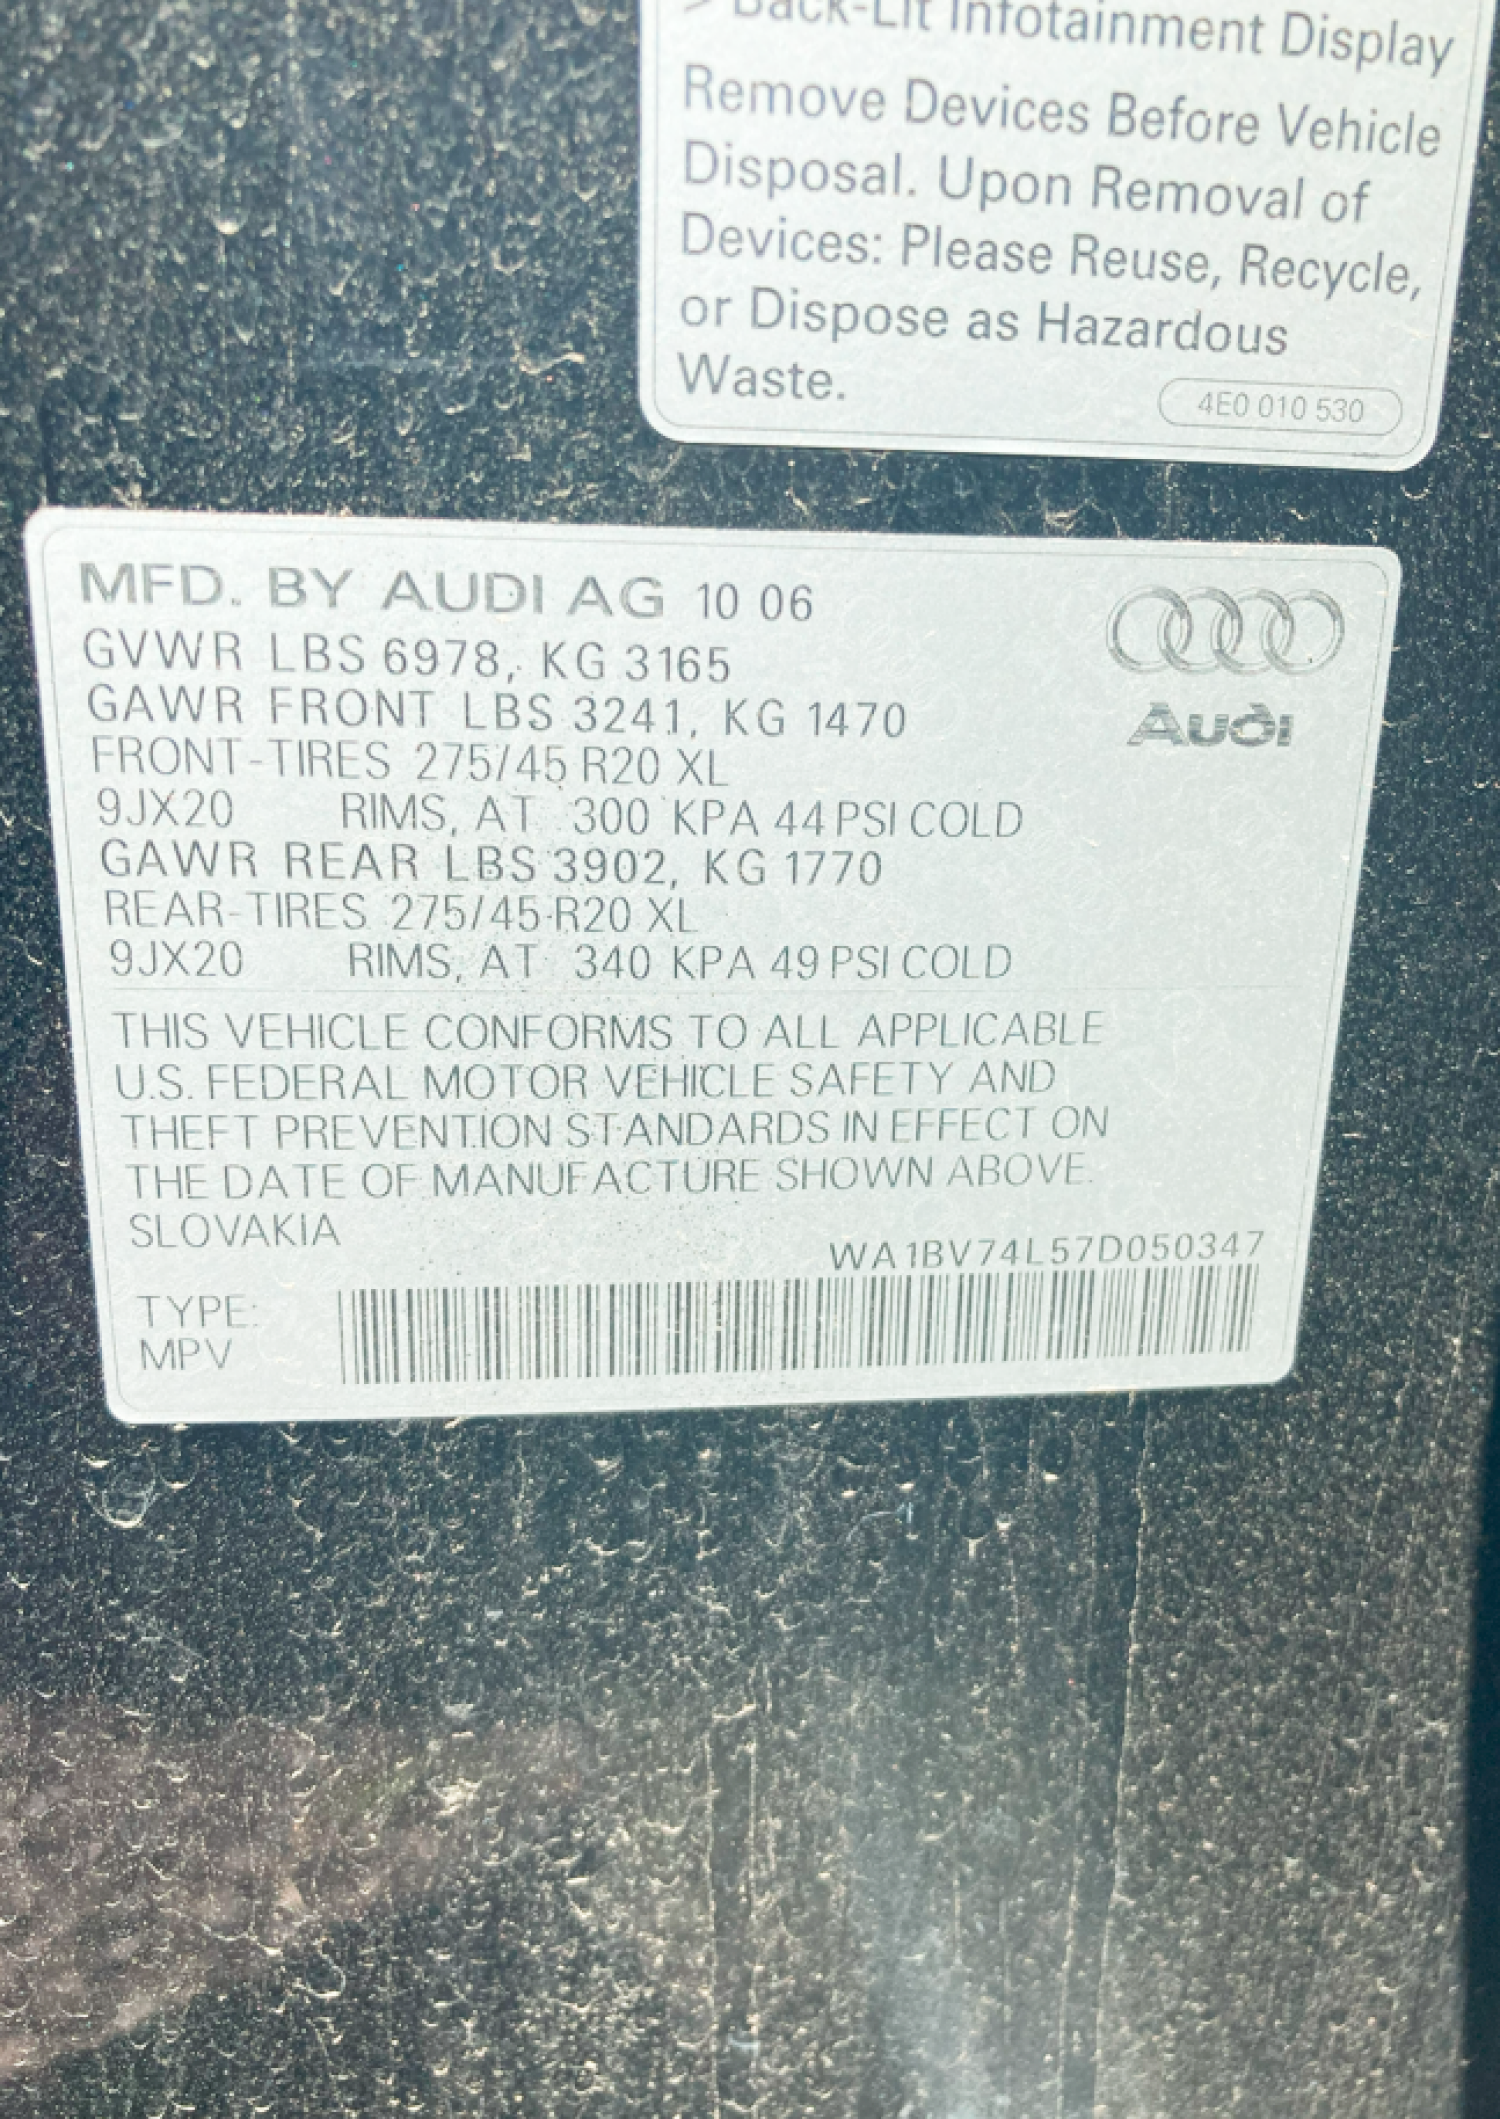 > Back-Lit Infotainment Display
Remove Devices Before Vehicle
Disposal. Upon Removal of
Devices: Please Reuse, Recycle,
or Dispose as Hazardous
Waste.
4E0 010 530
MFD. BY AUDI AG 10 06
GVWR LBS 6978, KG 3165
GAWR FRONT LBS 3241, KG 1470
FRONT-TIRES 275/45 R20 XL
9JX20 RIMS, AT 300 KPA 44 PSI COLD
GAWR REAR LBS 3902, KG 1770
REAR-TIRES 275/45 R20 XL
9JX20 RIMS, AT 340 KPA 49 PSI COLD
Audi
THIS VEHICLE CONFORMS TO ALL APPLICABLE
U.S. FEDERAL MOTOR VEHICLE SAFETY AND
THEFT PREVENTION STANDARDS IN EFFECT ON
THE DATE OF MANUFACTURE SHOWN ABOVE.
SLOVAKIA
WA1BV74L57D050347
TYPE:
MPV